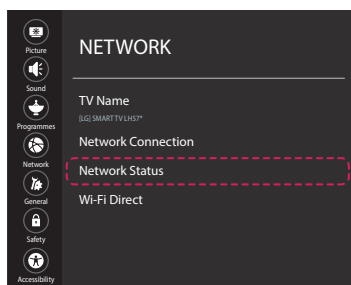 Picture
Sound
Programmes
Network
General
Safety
Accessibility
NETWORK
TV Name
[LG] SMART TV LH57*
Network Connection
Network Status
Wi-Fi Direct